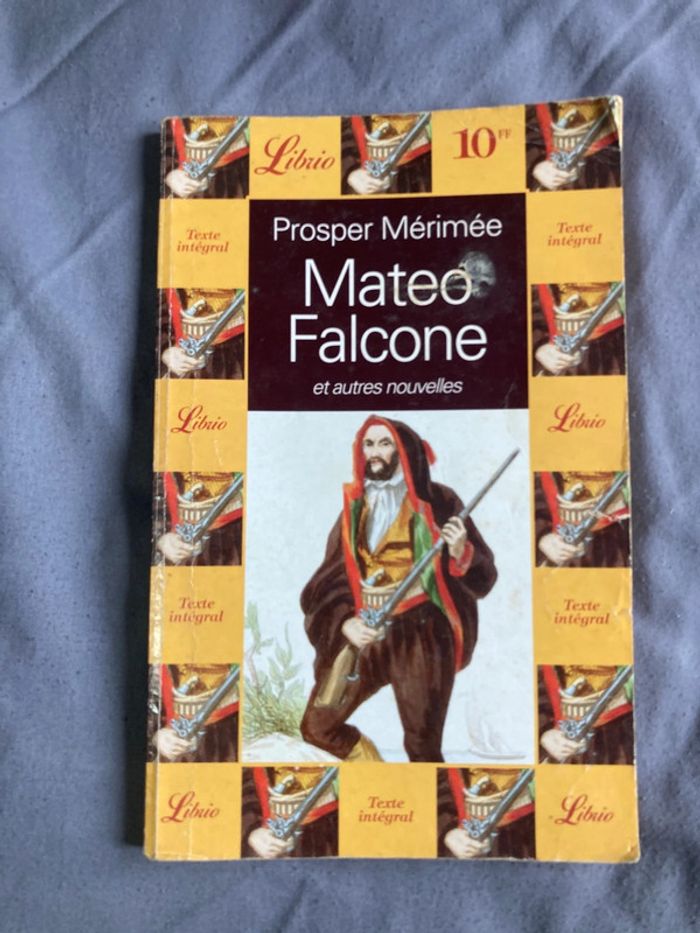 Librio
10FF
Texte
intégral
Prosper Mérimée
Texte
intégral
Mateo
Falcone
et autres nouvelles
Librio
Librio
Texte
intégral
Texte
intégral
Librio
Texte
intégral
Librio